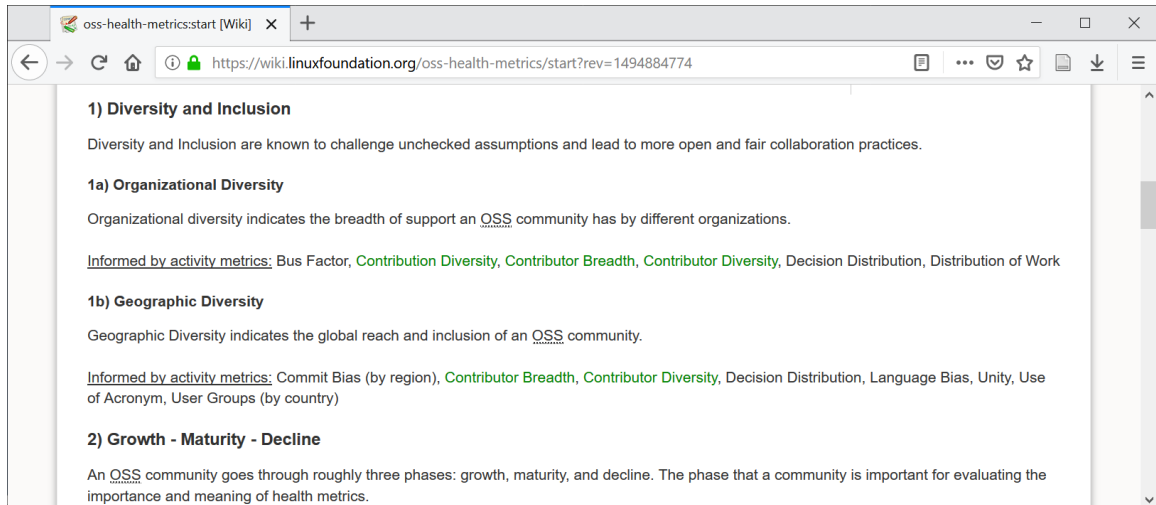 oss-health-metrics:start [Wiki]
https://wiki.linuxfoundation.org/oss-health-metrics/start?rev=1494884774
1) Diversity and Inclusion
Diversity and Inclusion are known to challenge unchecked assumptions and lead to more open and fair collaboration practices.
1a) Organizational Diversity
Organizational diversity indicates the breadth of support an OSS community has by different organizations.
Informed by activity metrics: Bus Factor, Contribution Diversity, Contributor Breadth, Contributor Diversity, Decision Distribution, Distribution of Work
1b) Geographic Diversity
Geographic Diversity indicates the global reach and inclusion of an OSS community.
Informed by activity metrics: Commit Bias (by region), Contributor Breadth, Contributor Diversity, Decision Distribution, Language Bias, Unity, Use
of Acronym, User Groups (by country)
2) Growth - Maturity - Decline
An OSS community goes through roughly three phases: growth, maturity, and decline. The phase that a community is important for evaluating the
importance and meaning of health metrics.